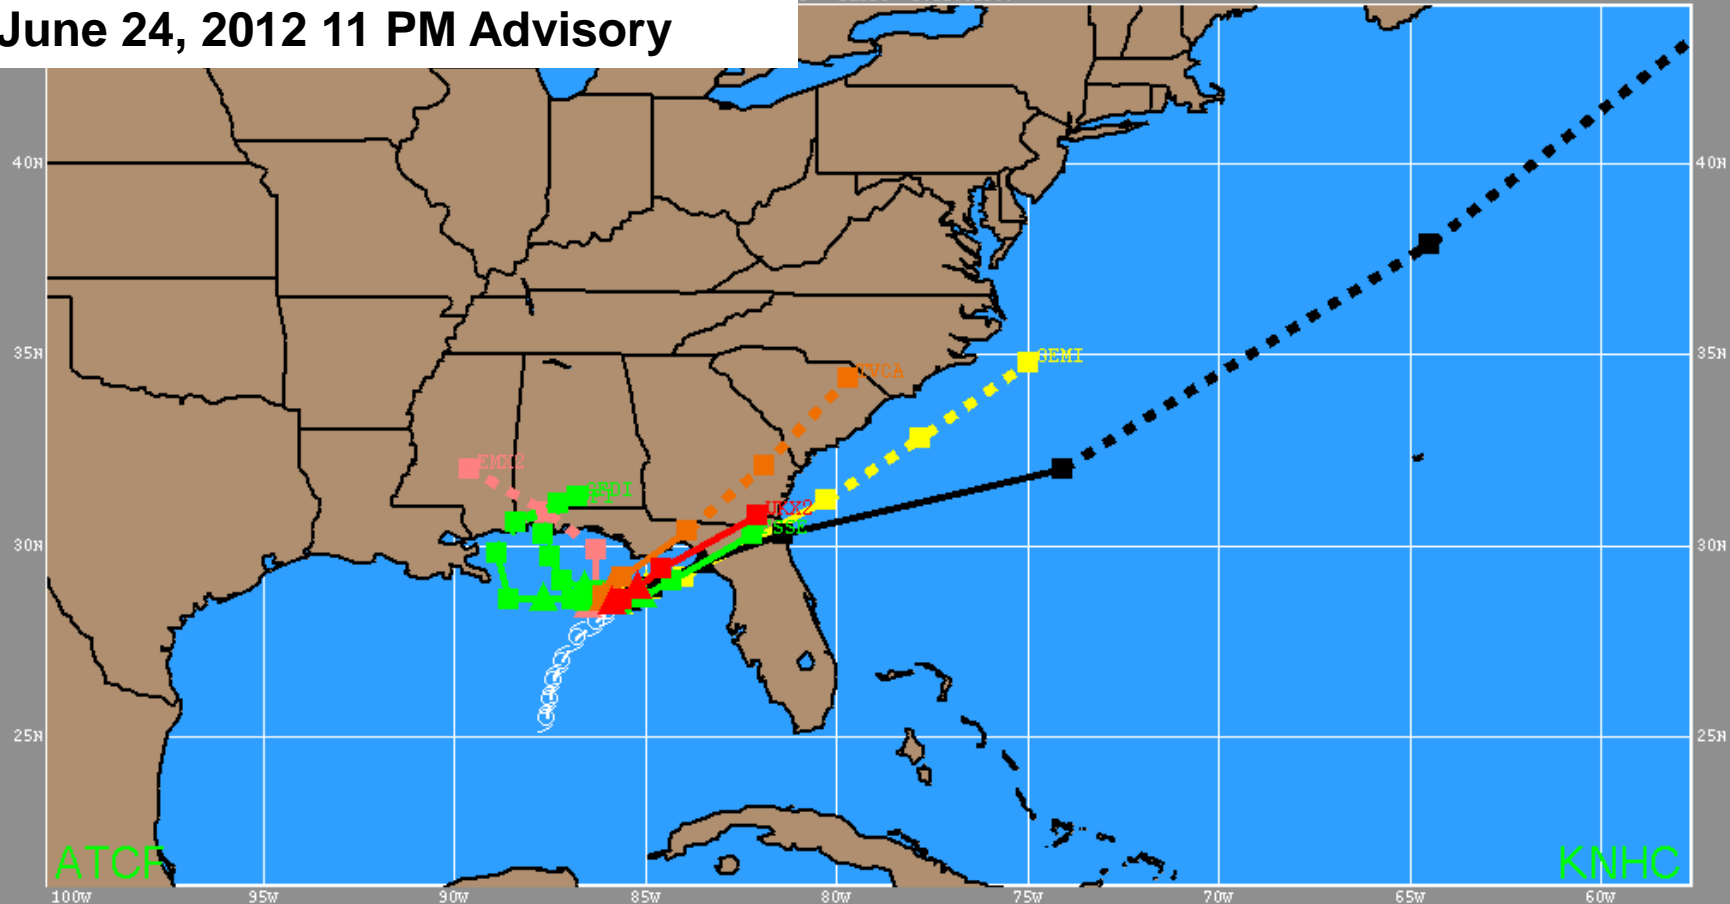 June 24, 2012 11 PM Advisory
40N
40N
35N
GEMI
35N
TVCA
EMX2
UKX2
30N
30N
25N
25N
ATCF
KNHC
100W
95W
90W
85W
80W
75W
70W
65W
60W